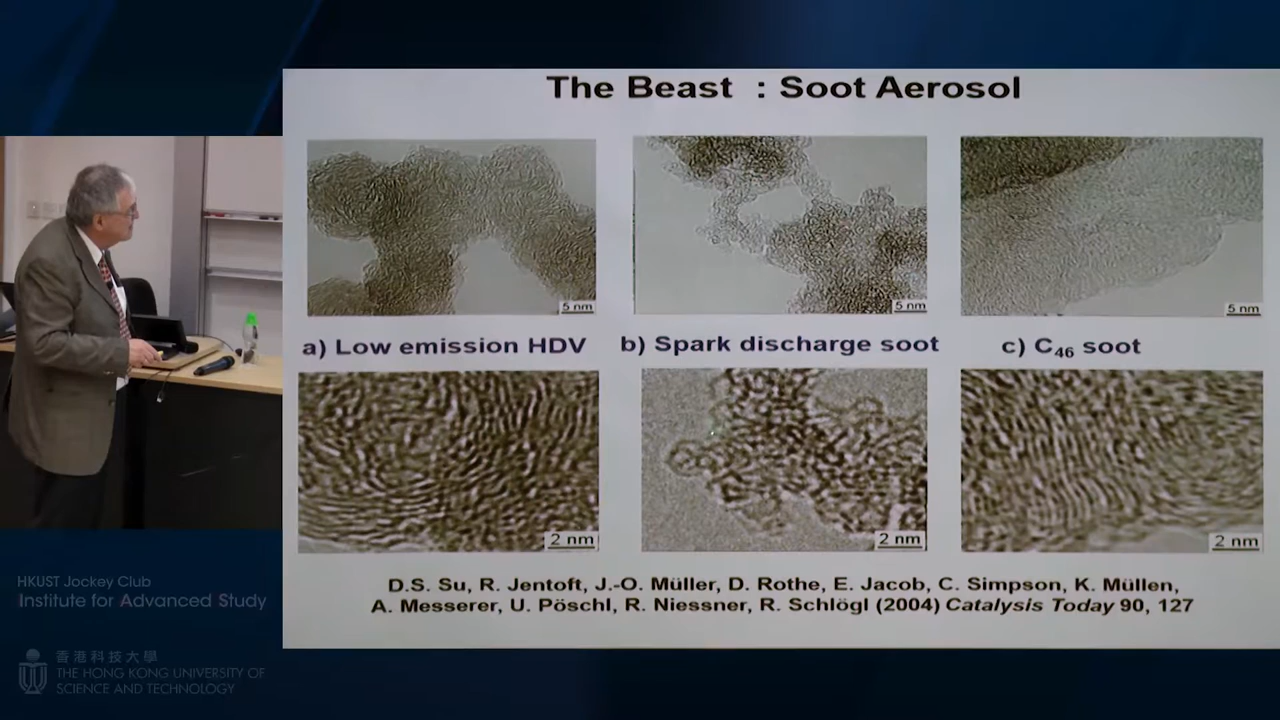 The Beast : Soot Aerosol
5 nm
5 nm
5 nm
a) Low emission HDV
b) Spark discharge soot
c) C₄₆ soot
2 nm
2 nm
2 nm
D.S. Su, R. Jentoft, J.-O. Müller, D. Rothe, E. Jacob, C. Simpson, K. Müllen,
A. Messerer, U. Pöschl, R. Niessner, R. Schlögl (2004) Catalysis Today 90, 127
HKUST Jockey Club
Institute for Advanced Study
香港科技大學
THE HONG KONG UNIVERSITY OF
SCIENCE AND TECHNOLOGY